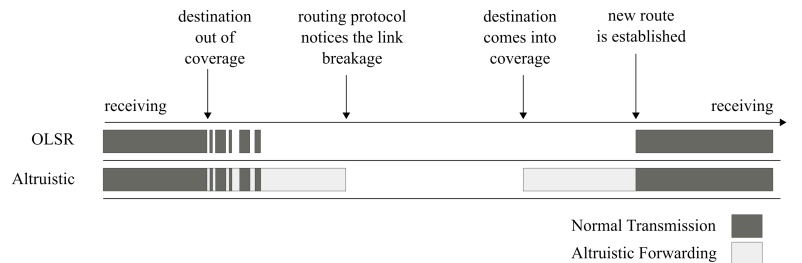 destination
out of
coverage
routing protocol
notices the link
breakage
destination
comes into
coverage
new route
is established
receiving
receiving
OLSR
Altruistic
Normal Transmission
Altruistic Forwarding